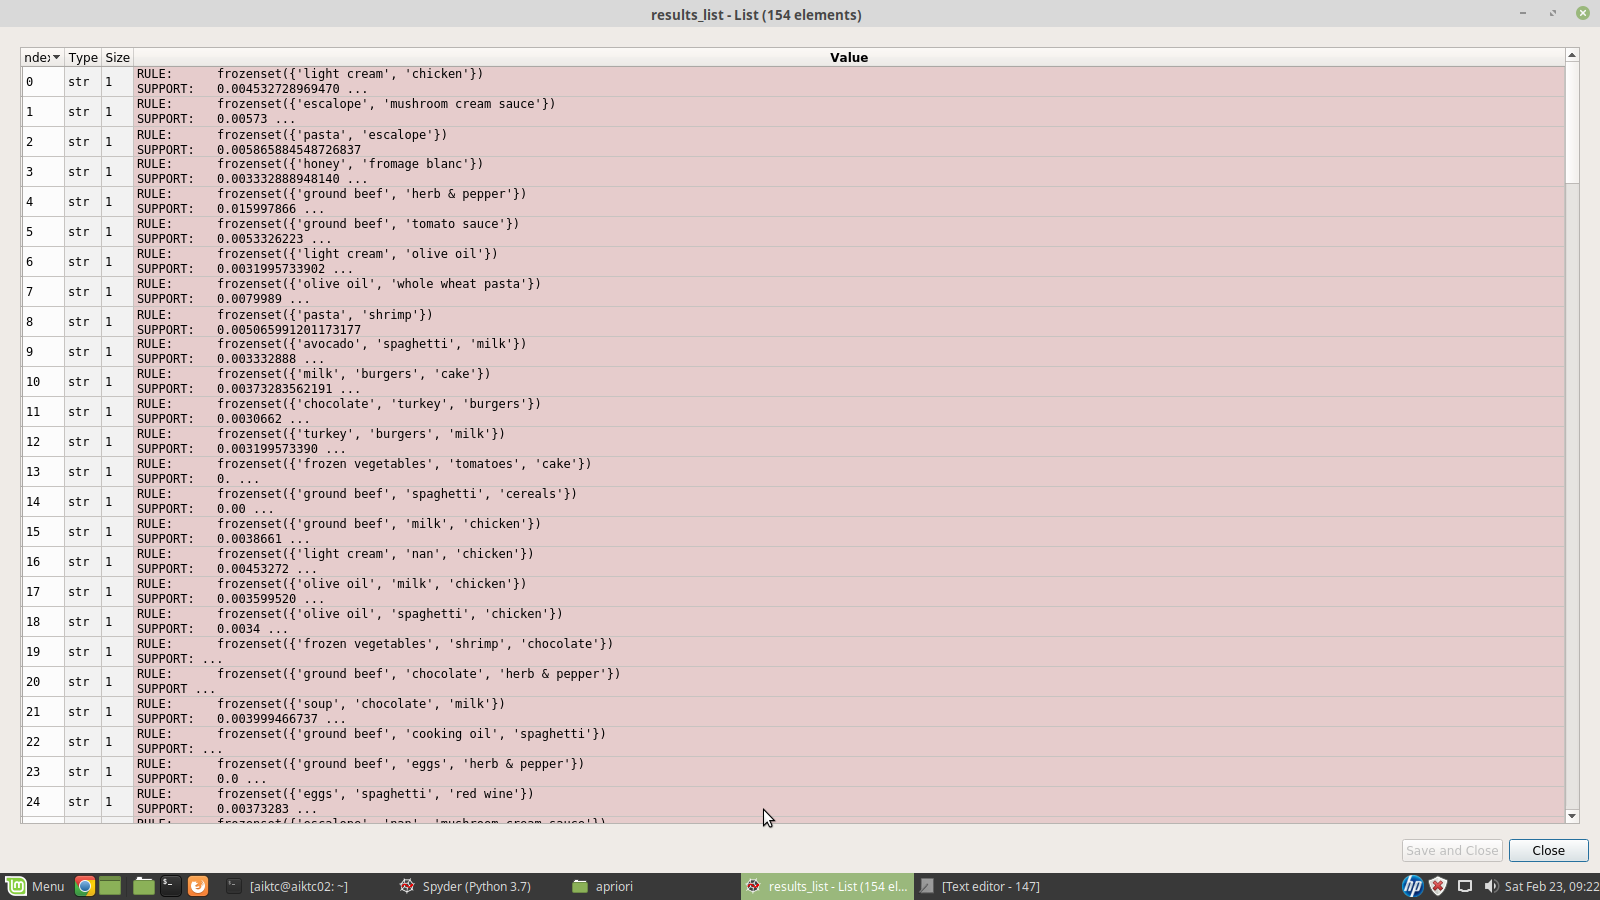 results_list - List (154 elements)
ndex Type Size Value
0 str 1 RULE: frozenset({'light cream', 'chicken'})
SUPPORT: 0.004532728969470 ...
1 str 1 RULE: frozenset({'escalope', 'mushroom cream sauce'})
SUPPORT: 0.00573 ...
2 str 1 RULE: frozenset({'pasta', 'escalope'})
SUPPORT: 0.005865884548726837
3 str 1 RULE: frozenset({'honey', 'fromage blanc'})
SUPPORT: 0.003332888948140 ...
4 str 1 RULE: frozenset({'ground beef', 'herb & pepper'})
SUPPORT: 0.015997866 ...
5 str 1 RULE: frozenset({'ground beef', 'tomato sauce'})
SUPPORT: 0.0053326223 ...
6 str 1 RULE: frozenset({'light cream', 'olive oil'})
SUPPORT: 0.0031995733902 ...
7 str 1 RULE: frozenset({'olive oil', 'whole wheat pasta'})
SUPPORT: 0.0079989 ...
8 str 1 RULE: frozenset({'pasta', 'shrimp'})
SUPPORT: 0.005065991201173177
9 str 1 RULE: frozenset({'avocado', 'spaghetti', 'milk'})
SUPPORT: 0.003332888 ...
10 str 1 RULE: frozenset({'milk', 'burgers', 'cake'})
SUPPORT: 0.00373283562191 ...
11 str 1 RULE: frozenset({'chocolate', 'turkey', 'burgers'})
SUPPORT: 0.0030662 ...
12 str 1 RULE: frozenset({'turkey', 'burgers', 'milk'})
SUPPORT: 0.003199573390 ...
13 str 1 RULE: frozenset({'frozen vegetables', 'tomatoes', 'cake'})
SUPPORT: 0. ...
14 str 1 RULE: frozenset({'ground beef', 'spaghetti', 'cereals'})
SUPPORT: 0.00 ...
15 str 1 RULE: frozenset({'ground beef', 'milk', 'chicken'})
SUPPORT: 0.0038661 ...
16 str 1 RULE: frozenset({'light cream', 'nan', 'chicken'})
SUPPORT: 0.00453272 ...
17 str 1 RULE: frozenset({'olive oil', 'milk', 'chicken'})
SUPPORT: 0.003599520 ...
18 str 1 RULE: frozenset({'olive oil', 'spaghetti', 'chicken'})
SUPPORT: 0.0034 ...
19 str 1 RULE: frozenset({'frozen vegetables', 'shrimp', 'chocolate'})
SUPPORT: ...
20 str 1 RULE: frozenset({'ground beef', 'chocolate', 'herb & pepper'})
SUPPORT ...
21 str 1 RULE: frozenset({'soup', 'chocolate', 'milk'})
SUPPORT: 0.003999466737 ...
22 str 1 RULE: frozenset({'ground beef', 'cooking oil', 'spaghetti'})
SUPPORT: ...
23 str 1 RULE: frozenset({'ground beef', 'eggs', 'herb & pepper'})
SUPPORT: 0.0 ...
24 str 1 RULE: frozenset({'eggs', 'spaghetti', 'red wine'})
SUPPORT: 0.00373283 ...
RULE: frozenset({'escalope', 'nan', 'mushroom cream sauce'})
Save and Close Close
Menu [aiktc@aiktc02: ~] Spyder (Python 3.7) apriori results_list - List (154 el... [Text editor - 147] hp Sat Feb 23, 09:22